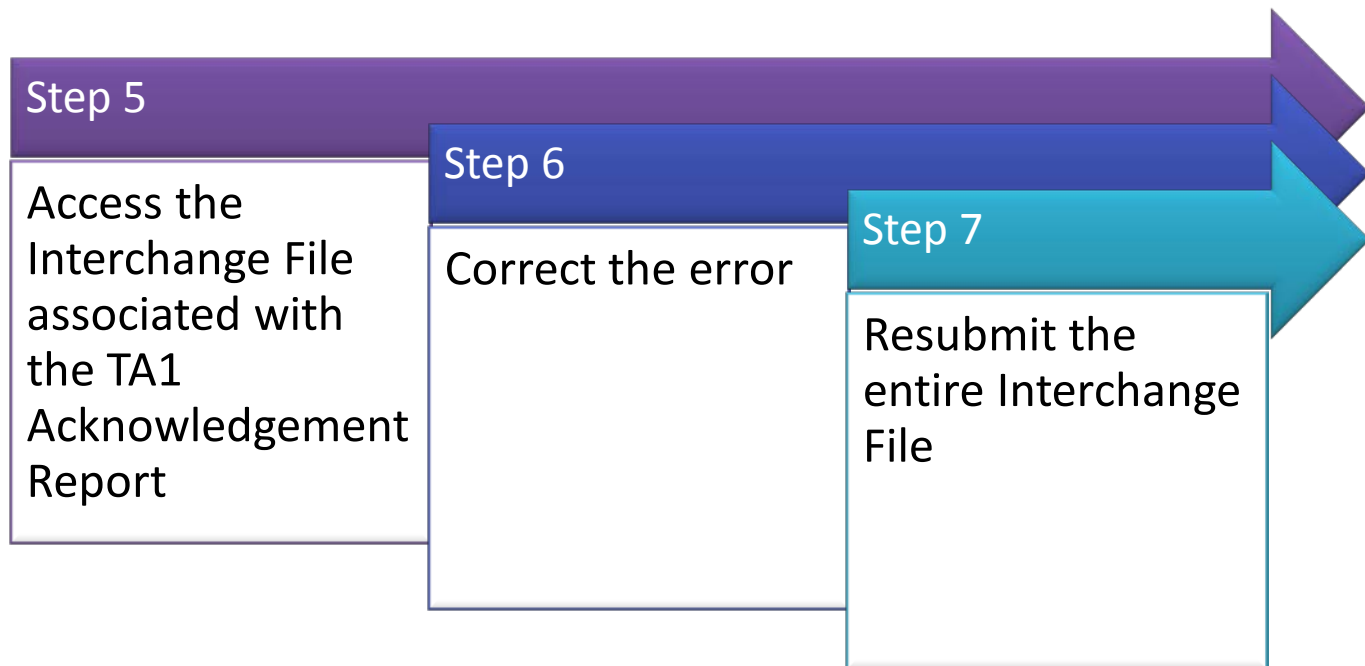 Step 5
Access the
Interchange File
associated with
the TA1
Acknowledgement
Report
Step 6
Correct the error
Step 7
Resubmit the
entire Interchange
File